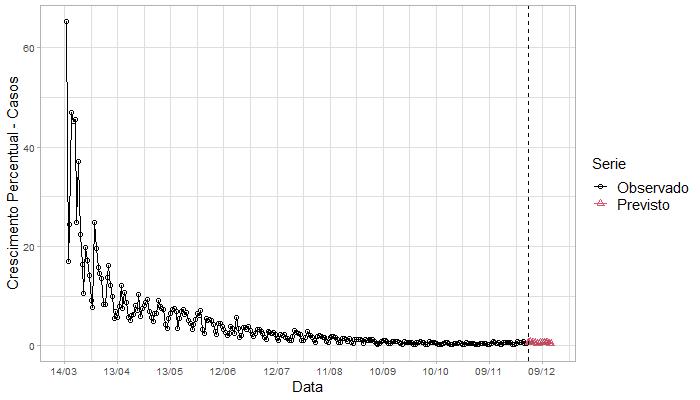 Crescimento Percentual - Casos
60
40
20
0
14/03 13/04 13/05 12/06 12/07 11/08 10/09 10/10 09/11 09/12
Data
Serie
Observado
Previsto